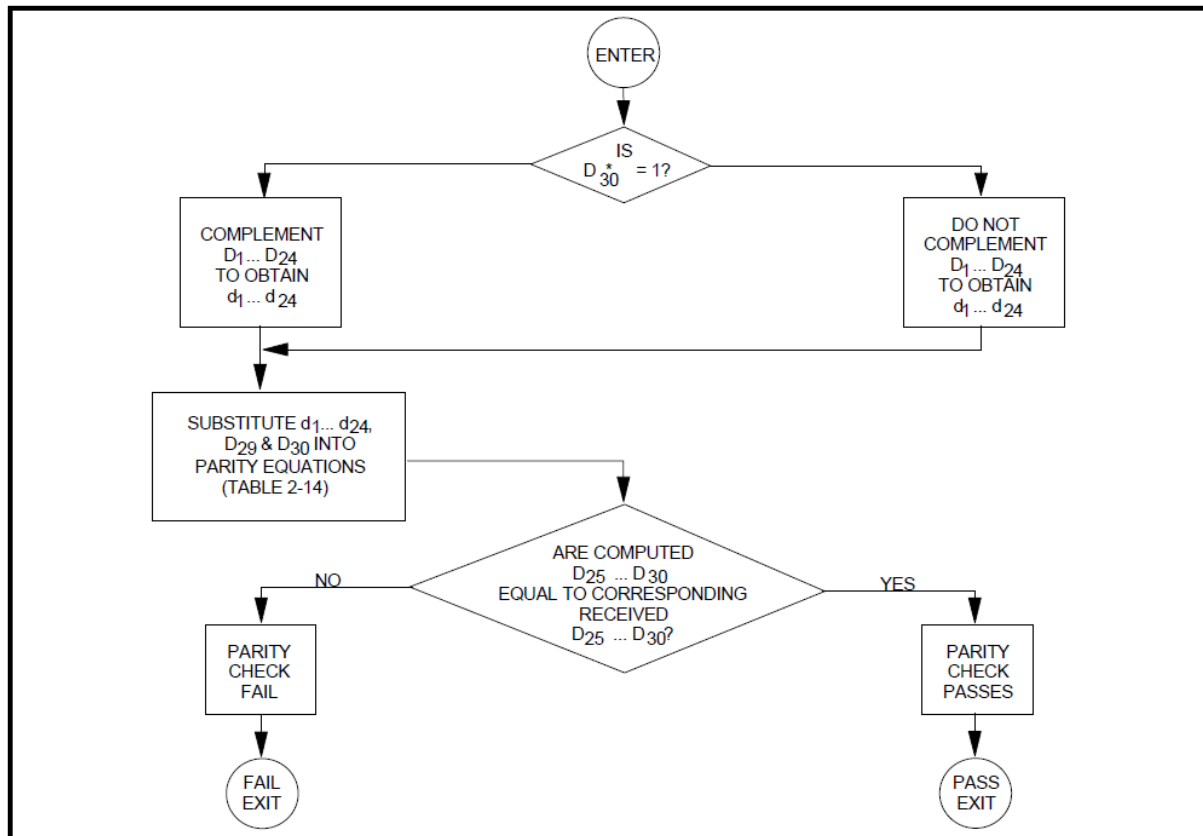 ENTER
IS
D*30 = 1?
COMPLEMENT
D1... D24
TO OBTAIN
d1... d24
DO NOT
COMPLEMENT
D1... D24
TO OBTAIN
d1... d24
SUBSTITUTE d1... d24,
D29 & D30 INTO
PARITY EQUATIONS
(TABLE 2-14)
ARE COMPUTED
D25 ... D30
EQUAL TO CORRESPONDING
RECEIVED
D25 ... D30?
NO
YES
PARITY
CHECK
FAIL
PARITY
CHECK
PASSES
FAIL
EXIT
PASS
EXIT